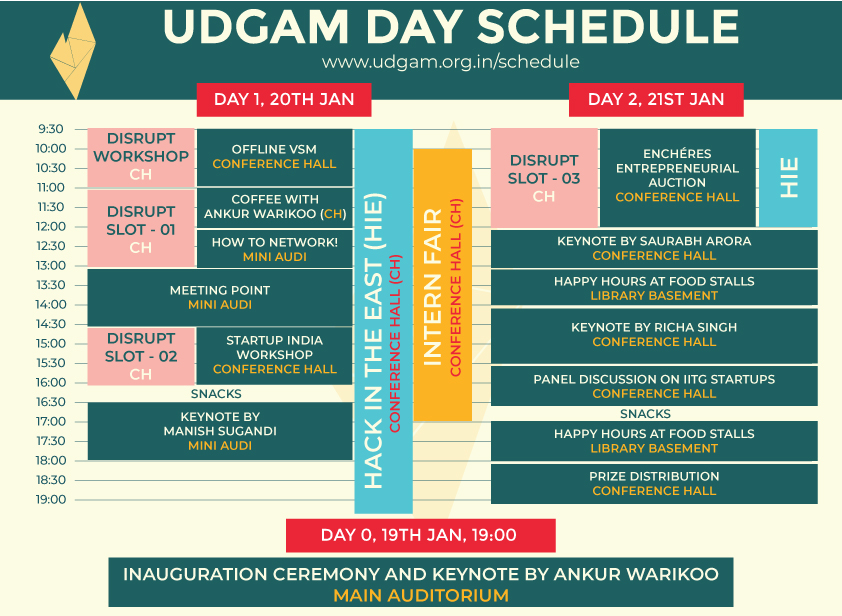 UDGAM DAY SCHEDULE
www.udgam.org.in/schedule
DAY 1, 20TH JAN
DAY 2, 21ST JAN
9:30
10:00
10:30
11:00
11:30
12:00
12:30
13:00
13:30
14:00
14:30
15:00
15:30
16:00
16:30
17:00
17:30
18:00
18:30
19:00
DISRUPT
WORKSHOP
CH
OFFLINE VSM
CONFERENCE HALL
DISRUPT
SLOT - 01
CH
COFFEE WITH
ANKUR WARIKOO (CH)
HOW TO NETWORK!
MINI AUDI
MEETING POINT
MINI AUDI
DISRUPT
SLOT - 02
CH
STARTUP INDIA
WORKSHOP
CONFERENCE HALL
SNACKS
KEYNOTE BY
MANISH SUGANDI
MINI AUDI
HACK IN THE EAST (HIE)
CONFERENCE HALL (CH)
INTERN FAIR
CONFERENCE HALL (CH)
DISRUPT
SLOT - 03
CH
ENCHÉRES
ENTREPRENEURIAL
AUCTION
CONFERENCE HALL
HIE
KEYNOTE BY SAURABH ARORA
CONFERENCE HALL
HAPPY HOURS AT FOOD STALLS
LIBRARY BASEMENT
KEYNOTE BY RICHA SINGH
CONFERENCE HALL
PANEL DISCUSSION ON IITG STARTUPS
CONFERENCE HALL
SNACKS
HAPPY HOURS AT FOOD STALLS
LIBRARY BASEMENT
PRIZE DISTRIBUTION
CONFERENCE HALL
DAY 0, 19TH JAN, 19:00
INAUGURATION CEREMONY AND KEYNOTE BY ANKUR WARIKOO
MAIN AUDITORIUM